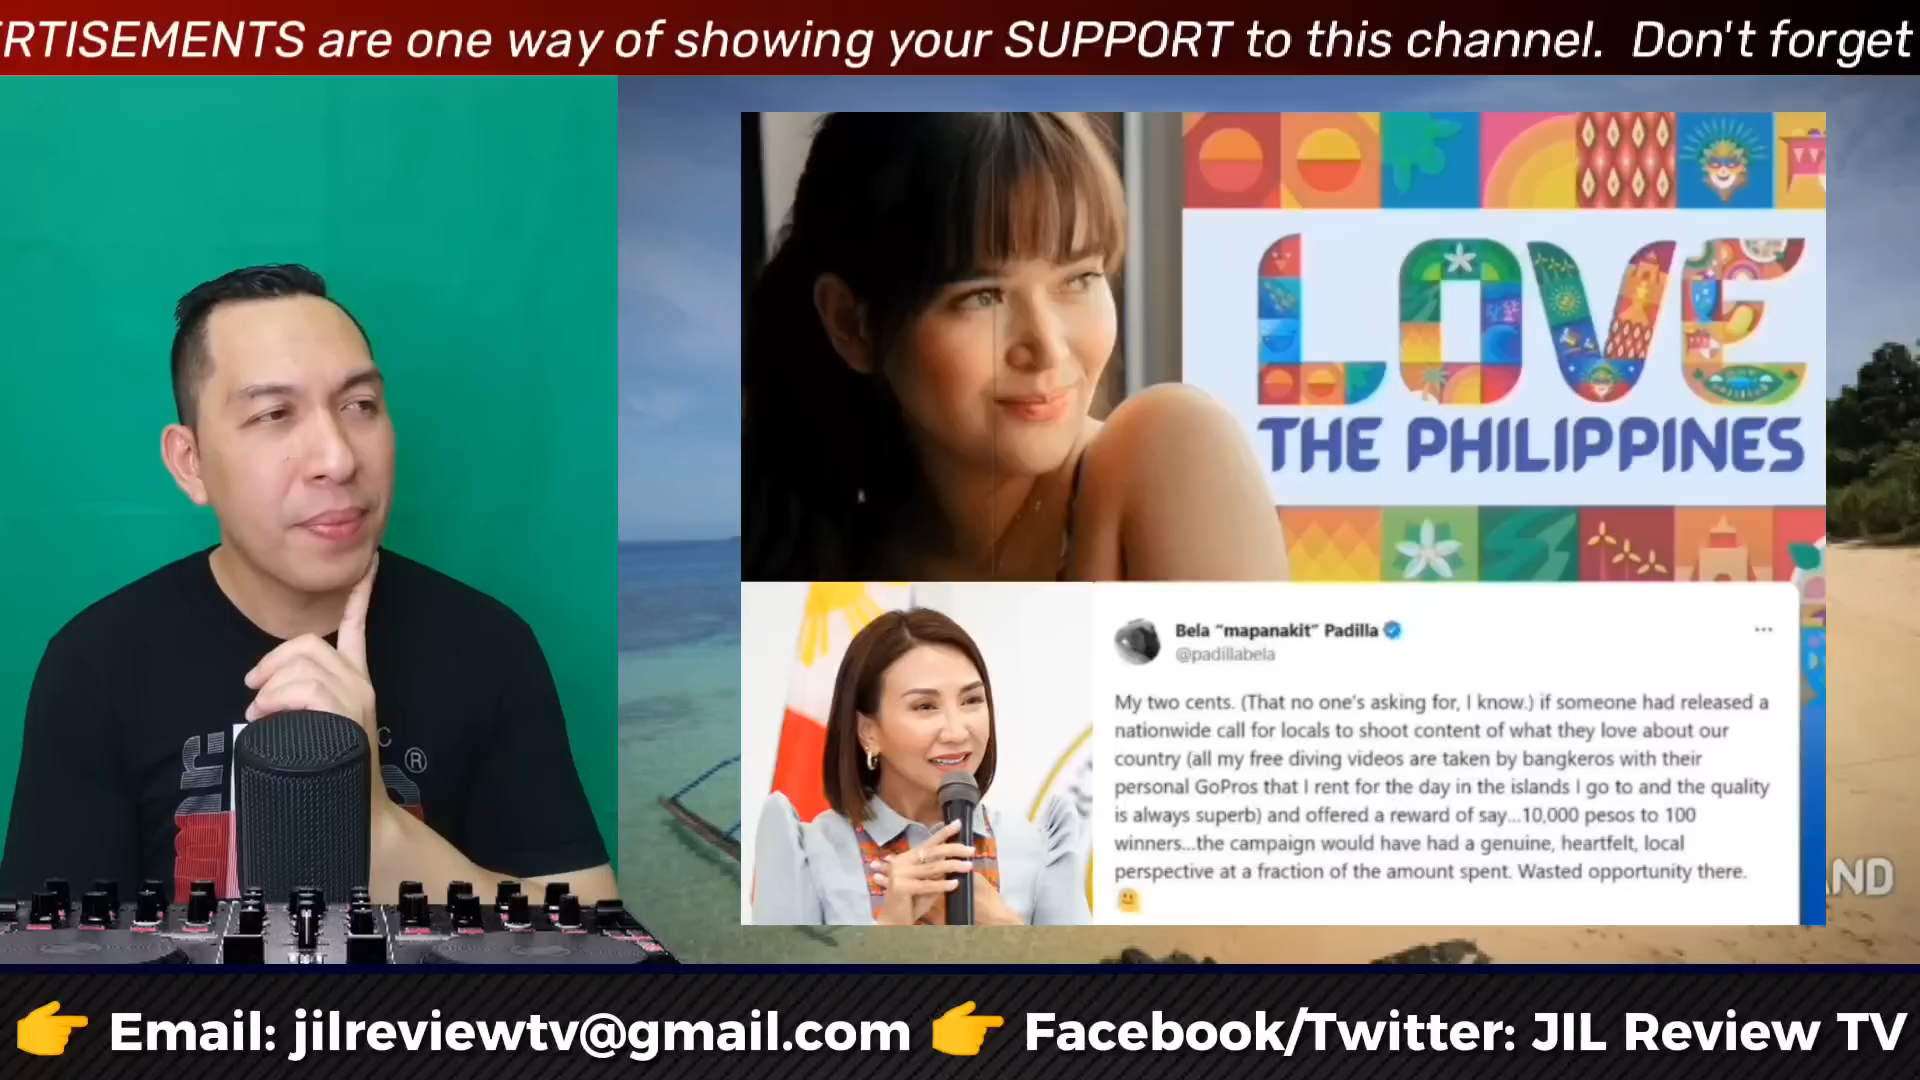 RTISEMENTS are one way of showing your SUPPORT to this channel. Don't forget
LOVE
THE PHILIPPINES
Bela “mapanakit” Padilla
@padillabela
My two cents. (That no one's asking for, I know.) if someone had released a
nationwide call for locals to shoot content of what they love about our
country (all my free diving videos are taken by bangkeros with their
personal GoPros that I rent for the day in the islands I go to and the quality
is always superb) and offered a reward of say...10,000 pesos to 100
winners...the campaign would have had a genuine, heartfelt, local
perspective at a fraction of the amount spent. Wasted opportunity there.
C
®
AND
Email: jilreviewtv@gmail.com Facebook/Twitter: JIL Review TV